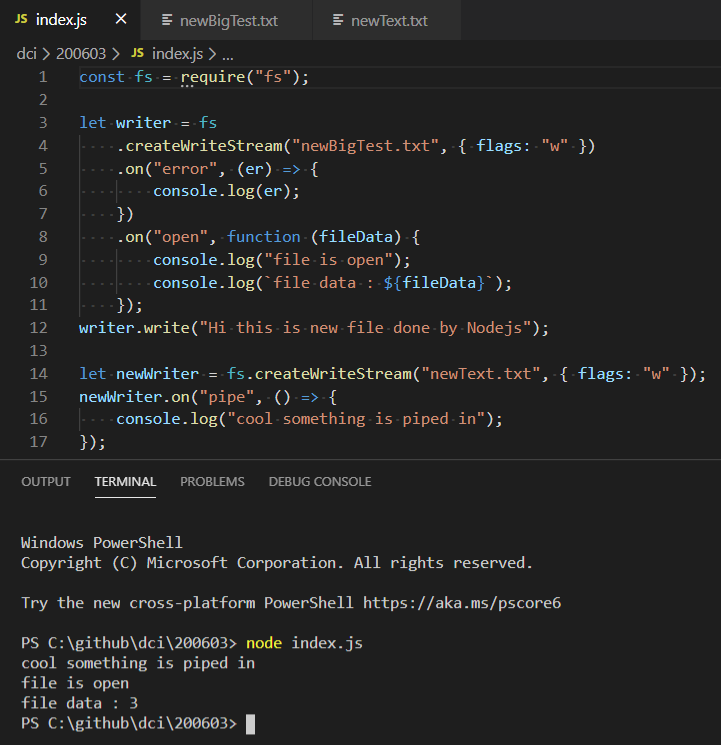 JS index.js × newBigTest.txt newText.txt
dci > 200603 > JS index.js > ...
1 const fs = require("fs");
2
3 let writer = fs
4 .createWriteStream("newBigTest.txt", { flags: "w" })
5 .on("error", (er) => {
6 console.log(er);
7 })
8 .on("open", function (fileData) {
9 console.log("file is open");
10 console.log(`file data : ${fileData}`);
11 });
12 writer.write("Hi this is new file done by Nodejs");
13
14 let newWriter = fs.createWriteStream("newText.txt", { flags: "w" });
15 newWriter.on("pipe", () => {
16 console.log("cool something is piped in");
17 });
OUTPUT TERMINAL PROBLEMS DEBUG CONSOLE
Windows PowerShell
Copyright (C) Microsoft Corporation. All rights reserved.
Try the new cross-platform PowerShell https://aka.ms/pscore6
PS C:\github\dci\200603> node index.js
cool something is piped in
file is open
file data : 3
PS C:\github\dci\200603>